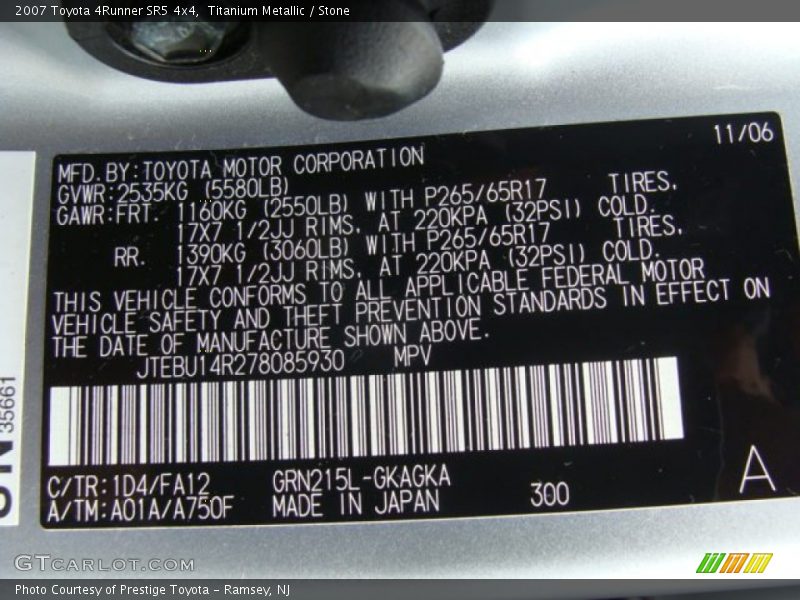 2007 Toyota 4Runner SR5 4x4, Titanium Metallic / Stone
11/06
MFD.BY:TOYOTA MOTOR CORPORATION
GVWR:2535KG (5580LB)
GAWR:FRT. 1160KG (2550LB) WITH P265/65R17 TIRES,
17X7 1/2JJ RIMS, AT 220KPA (32PSI) COLD.
RR. 1390KG (3060LB) WITH P265/65R17 TIRES,
17X7 1/2JJ RIMS, AT 220KPA (32PSI) COLD.
THIS VEHICLE CONFORMS TO ALL APPLICABLE FEDERAL MOTOR
VEHICLE SAFETY AND THEFT PREVENTION STANDARDS IN EFFECT ON
THE DATE OF MANUFACTURE SHOWN ABOVE.
JTEBU14R278085930 MPV
C/TR:1D4/FA12 GRN215L-GKAGKA
A/TM:A01A/A750F MADE IN JAPAN 300
A
35661
GTCARLOT.COM
Photo Courtesy of Prestige Toyota - Ramsey, NJ